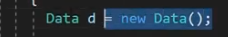 {
Data d = new Data();